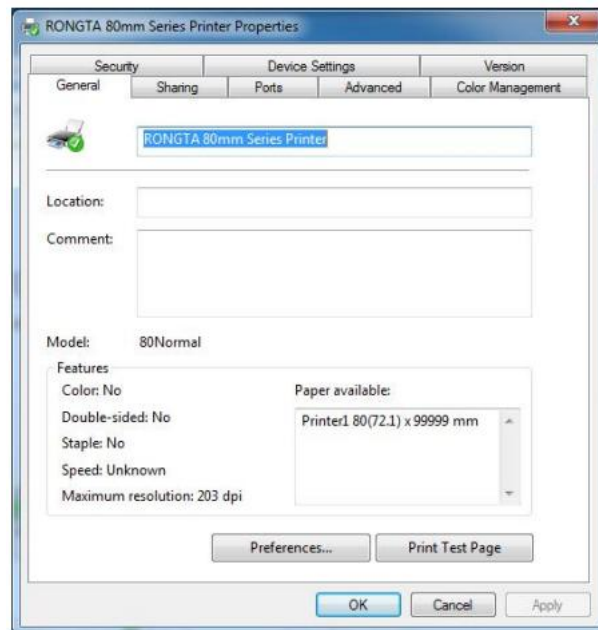 RONGTA 80mm Series Printer Properties
Security Device Settings Version
General Sharing Ports Advanced Color Management
RONGTA 80mm Series Printer
Location:
Comment:
Model: 80Normal
Features
Color: No Paper available:
Double-sided: No Printer1 80(72.1) x 99999 mm
Staple: No
Speed: Unknown
Maximum resolution: 203 dpi
Preferences... Print Test Page
OK Cancel Apply